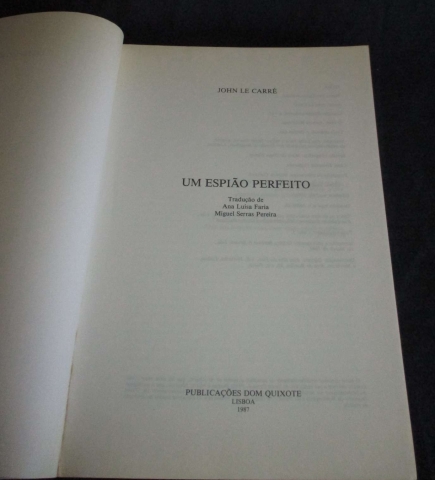 JOHN LE CARRÉ
UM ESPIÃO PERFEITO
Tradução de
Ana Luísa Faria
Miguel Serras Pereira
PUBLICAÇÕES DOM QUIXOTE
LISBOA
1987